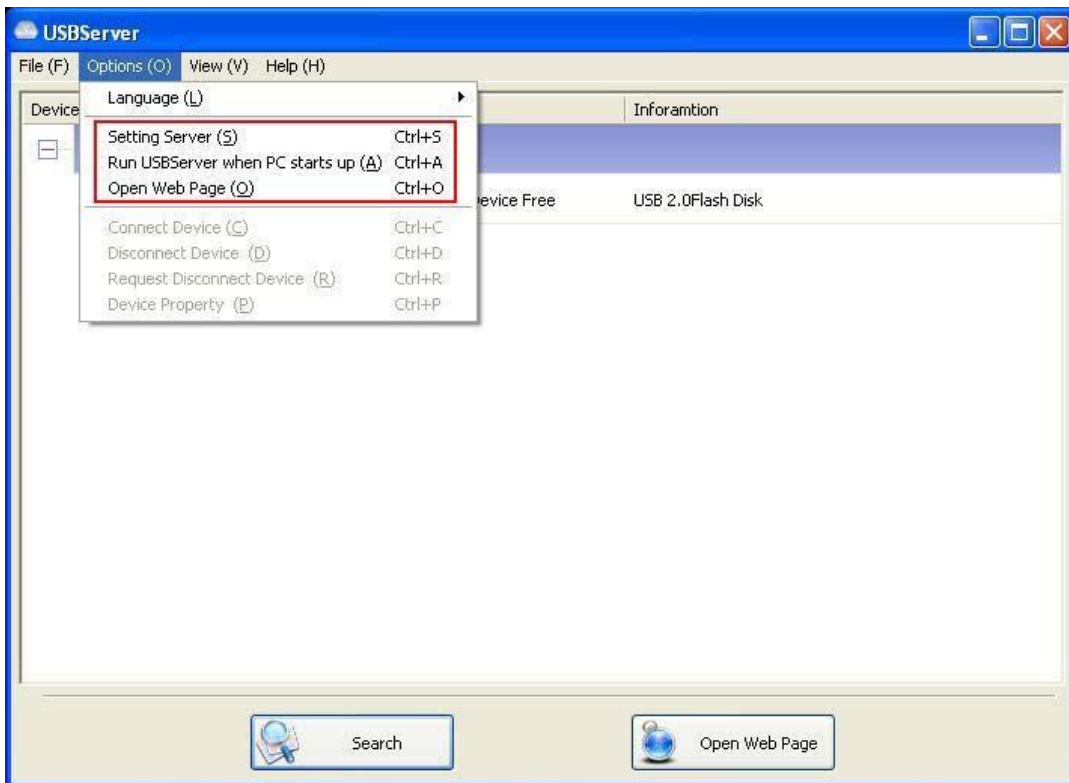 USBServer
File (F) Options (O) View (V) Help (H)
Device Inforamtion
Language (L)
Setting Server (S) Ctrl+S
Run USBServer when PC starts up (A) Ctrl+A
Open Web Page (O) Ctrl+O
evice Free USB 2.0Flash Disk
Connect Device (C) Ctrl+C
Disconnect Device (D) Ctrl+D
Request Disconnect Device (R) Ctrl+R
Device Property (P) Ctrl+P
Search Open Web Page